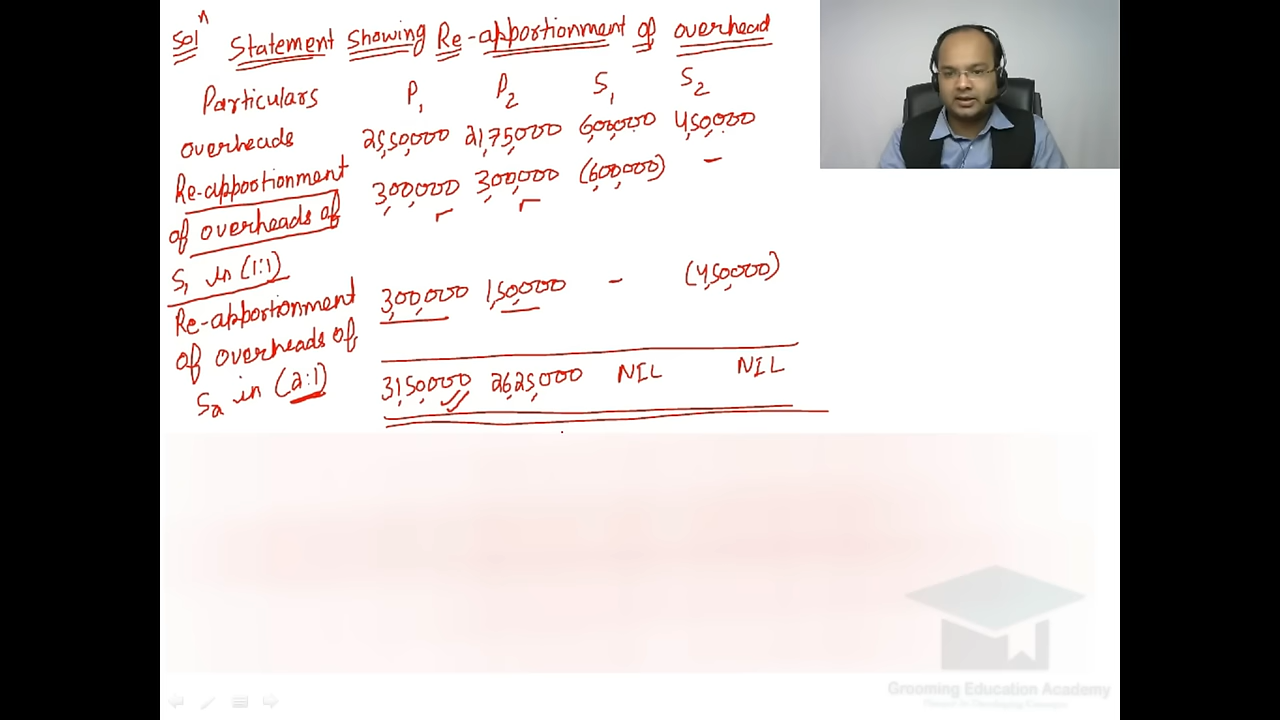 Solⁿ Statement Showing Re-apportionment of overhead
Particulars P₁ P₂ S₁ S₂
overheads 25,50,000 21,75,000 6,00,000 4,50,000
Re-apportionment 3,00,000 3,00,000 (6,00,000) –
of overheads of
S₁ in (1:1)
Re-apportionment 3,00,000 1,50,000 – (4,50,000)
of overheads of
S₂ in (2:1) 31,50,000 26,25,000 NIL NIL
Grooming Education Academy